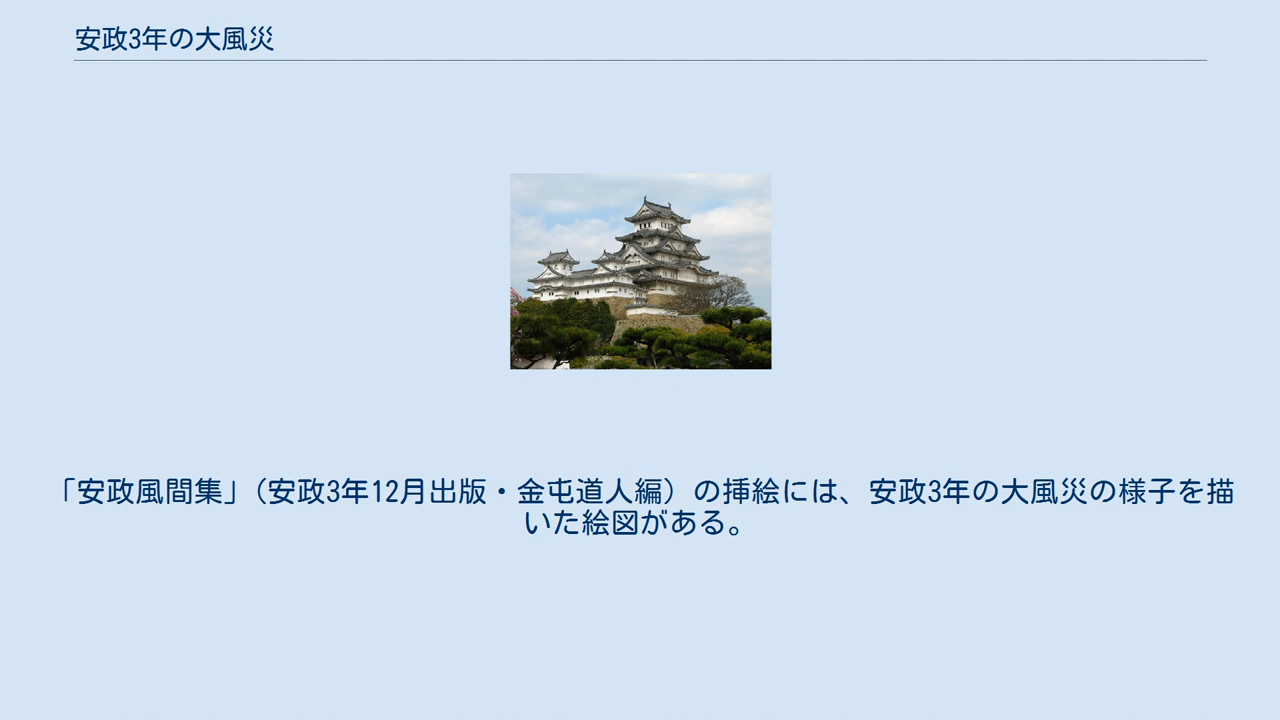 安政3年の大風災
「安政風間集」(安政3年12月出版・金屯道人編)の挿絵には、安政3年の大風災の様子を描
いた絵図がある。